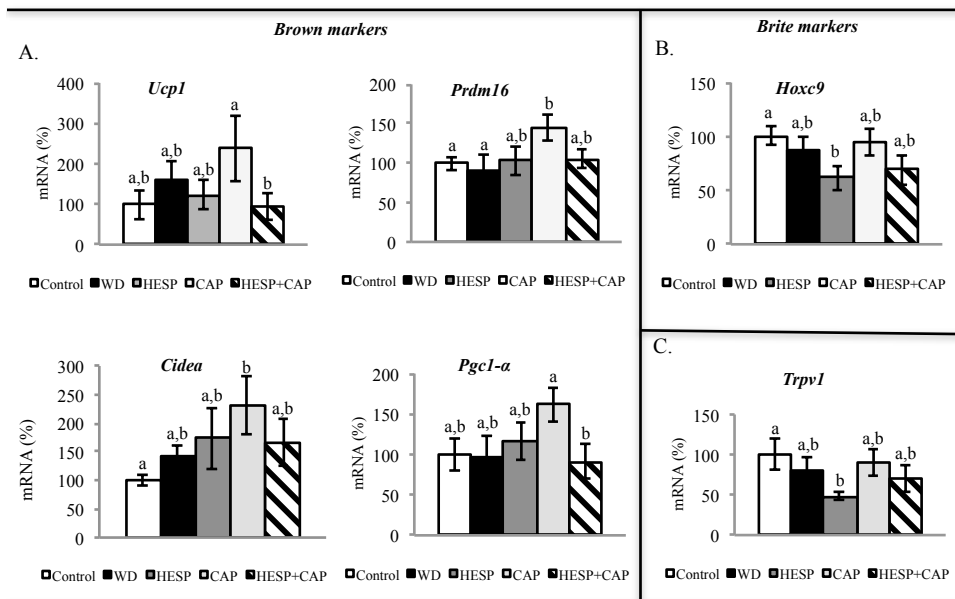 Brown markers
A.
Ucp1
mRNA (%)
400
300
200
100
0
a,b
a,b
a,b
a
b
Control WD HESP CAP HESP+CAP
Prdm16
mRNA (%)
200
150
100
50
0
a
a
a,b
b
a,b
Control WD HESP CAP HESP+CAP
Cidea
mRNA (%)
300
250
200
150
100
50
0
a
a,b
a,b
b
a,b
Control WD HESP CAP HESP+CAP
Pgc1-α
mRNA (%)
200
150
100
50
0
a,b
a,b
a,b
a
b
Control WD HESP CAP HESP+CAP
Brite markers
B.
Hoxc9
mRNA (%)
150
100
50
0
a
a,b
b
a,b
a,b
Control WD HESP CAP HESP+CAP
C.
Trpv1
mRNA (%)
150
100
50
0
a
a,b
b
a,b
a,b
Control WD HESP CAP HESP+CAP